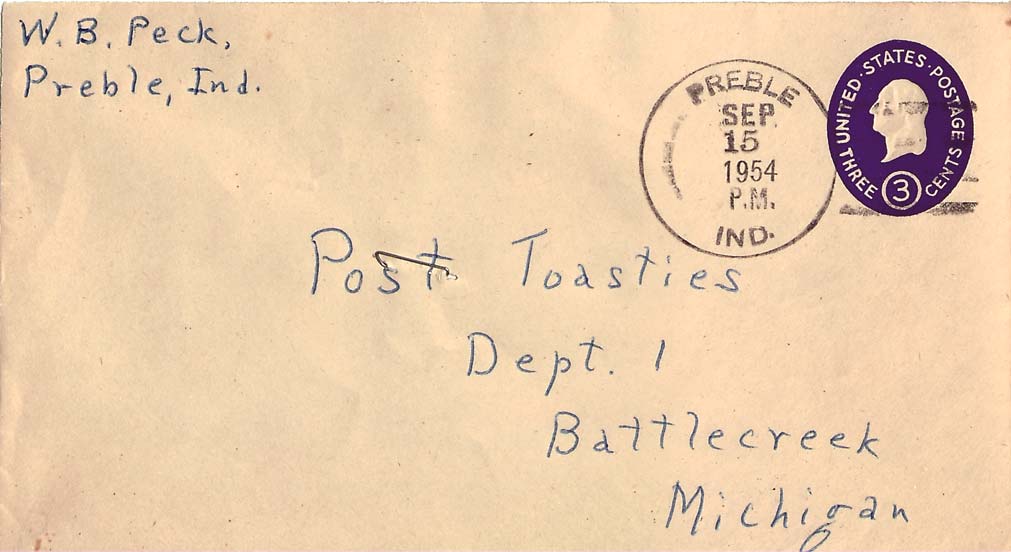 W. B. Peck,
Preble, Ind.
PREBLE
SEP
15
1954
P.M.
IND.
UNITED · STATES · POSTAGE
THREE 3 CENTS
Post Toasties
Dept. 1
Battlecreek
Michigan